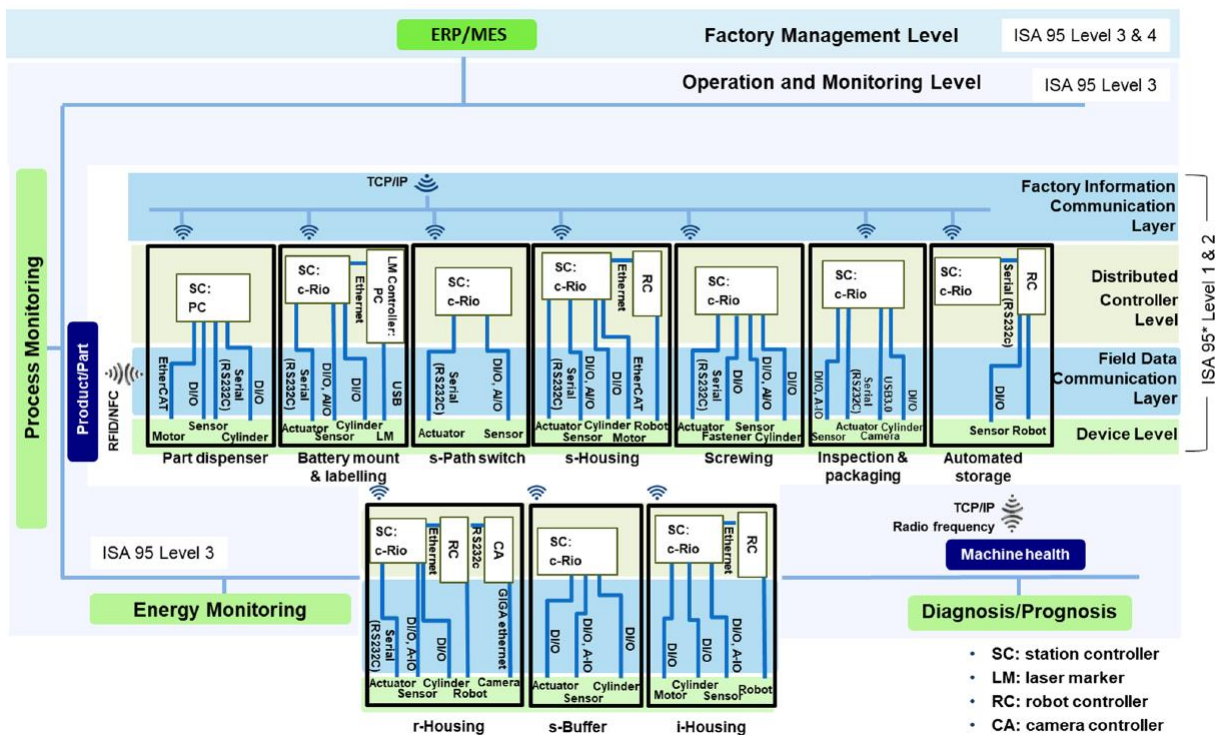 ERP/MES
Factory Management Level
ISA 95 Level 3 & 4
Operation and Monitoring Level
ISA 95 Level 3
Process Monitoring
Product/Part
RFID/NFC
TCP/IP
Factory Information
Communication
Layer
Distributed
Controller
Level
Field Data
Communication
Layer
Device Level
ISA 95* Level 1 & 2
SC:
PC
EtherCAT
DI/O
Serial
(RS232C)
DI/O
Motor
Sensor
Cylinder
Part dispenser
SC:
c-Rio
Ethernet
LM Controller:
PC
Serial
(RS232C)
DI/O, AI/O
DI/O
USB
Actuator
Sensor
Cylinder
LM
Battery mount
& labelling
SC:
c-Rio
Serial
(RS232C)
DI/O, AI/O
Actuator
Sensor
s-Path switch
SC:
c-Rio
Ethernet
RC
DI/O
Serial
(RS232C)
DI/O, AI/O
DI/O
EtherCAT
Actuator
Sensor
Cylinder
Motor
Robot
s-Housing
SC:
c-Rio
Serial
(RS232C)
DI/O
DI/O, AI/O
DI/O
Actuator
Fastener
Sensor
Cylinder
Screwing
SC:
c-Rio
DI/O, A-IO
Serial
(RS232C)
USB3.0
DI/O
Sensor
Actuator
Camera
Cylinder
Inspection &
packaging
SC:
c-Rio
Serial (RS232c)
RC
DI/O
Sensor
Robot
Automated
storage
SC:
c-Rio
Ethernet
RC
RS232c
CA
Serial
(RS232C)
DI/O, A-IO
DI/O
GIGA ethernet
Actuator
Sensor
Cylinder
Robot
Camera
r-Housing
SC:
c-Rio
DI/O
DI/O, A-IO
DI/O
Actuator
Sensor
Cylinder
s-Buffer
SC:
c-Rio
Ethernet
RC
DI/O
DI/O
DI/O, A-IO
Motor
Cylinder
Sensor
Robot
i-Housing
TCP/IP
Radio frequency
Machine health
ISA 95 Level 3
Energy Monitoring
Diagnosis/Prognosis
• SC: station controller
• LM: laser marker
• RC: robot controller
• CA: camera controller